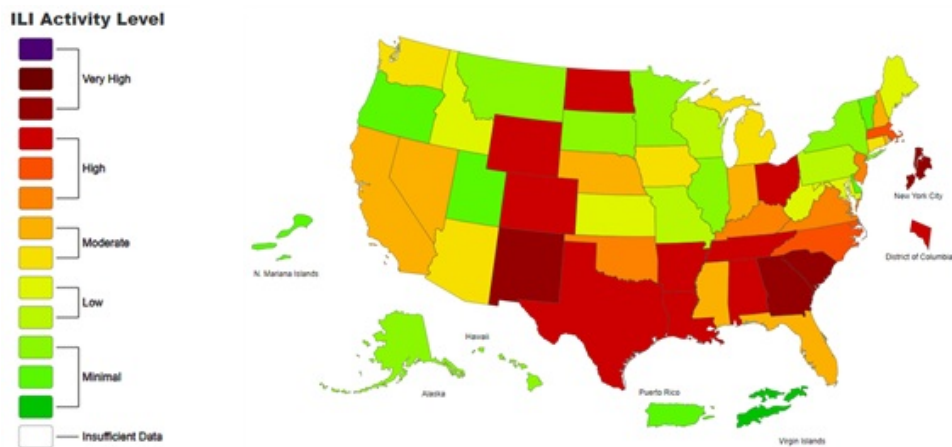 ILI Activity Level
Very High
High
Moderate
Low
Minimal
Insufficient Data
New York City
District of Columbia
N. Mariana Islands
Hawaii
Alaska
Puerto Rico
Virgin Islands